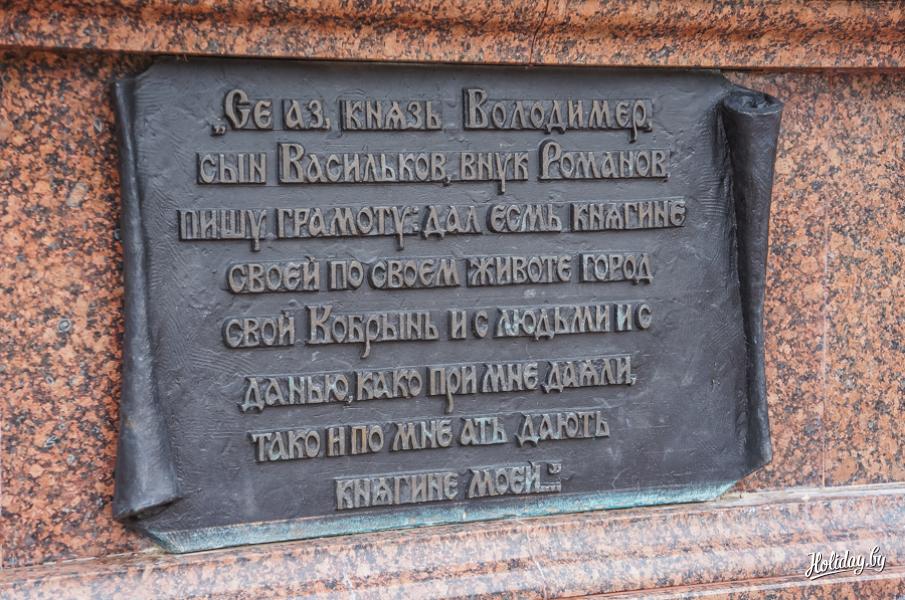 „Се аз, князь Володимер,
сын Васильков, внук Романов
пишу грамоту: дал есмь княгине
своей по своем животе город
свой Кобрынь и с людьми и с
данью, како при мне даяли,
тако и по мне ать дають
княгине моей..."
Holiday.by